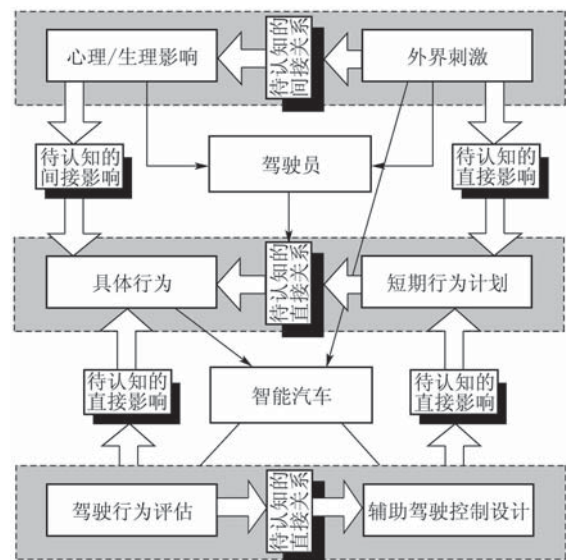 心理/生理影响
待认知的
间接关系
外界刺激
待认知的
间接影响
驾驶员
待认知的
直接影响
具体行为
待认知的
直接关系
短期行为计划
待认知的
直接影响
智能汽车
待认知的
直接影响
驾驶行为评估
待认知的
直接关系
辅助驾驶控制设计